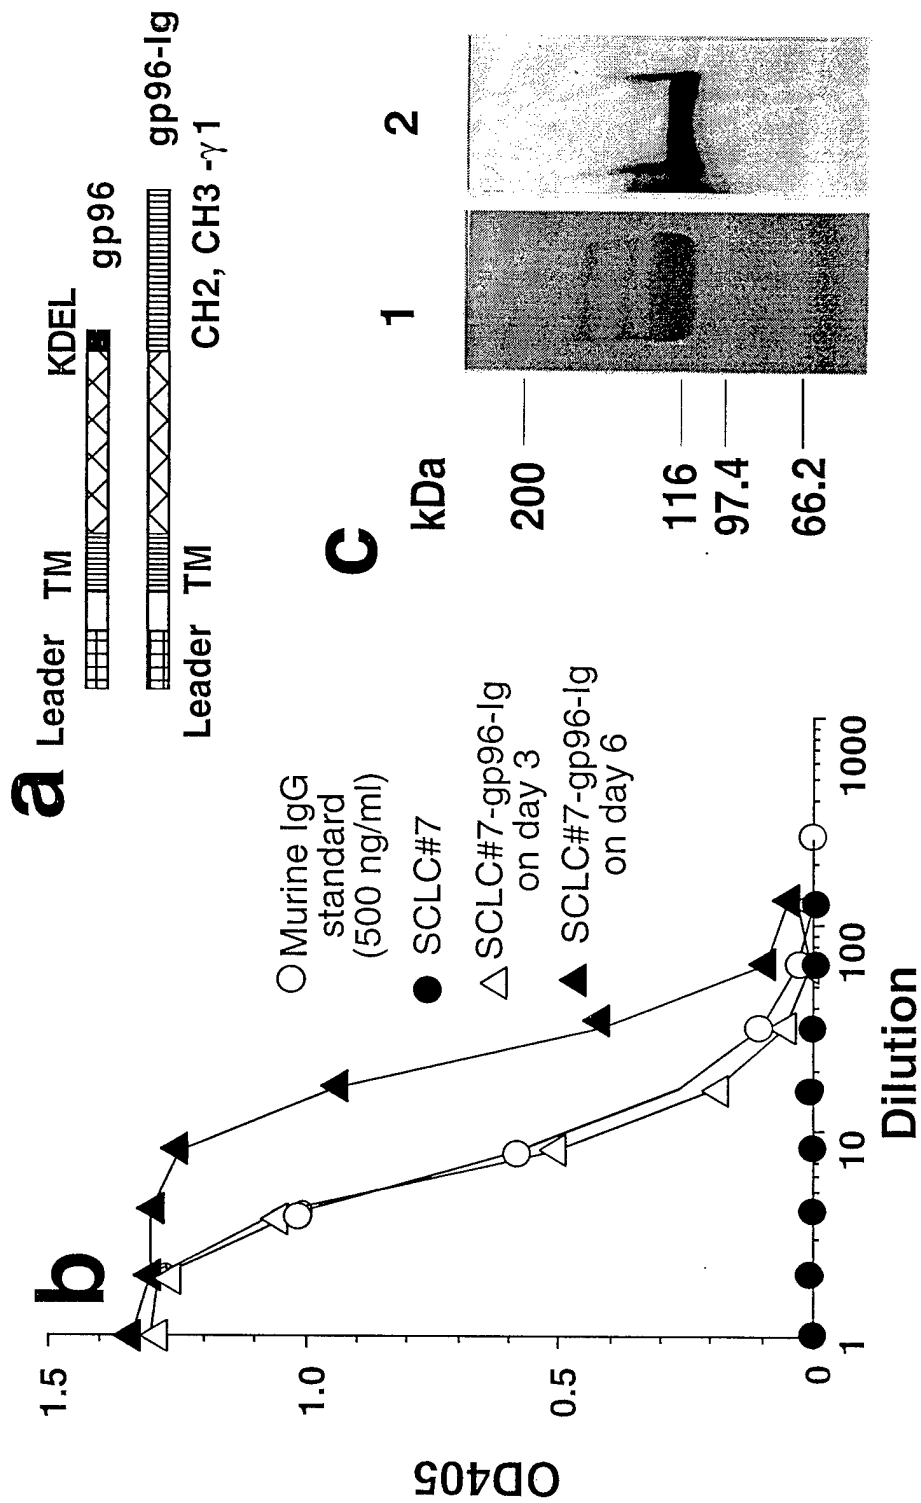 a
Leader TM KDEL
gp96
gp96-Ig
Leader TM CH2, CH3 -γ1
b
OD405
1.5
1.0
0.5
0
1 10 100 1000
Dilution
Murine IgG
standard
(500 ng/ml)
SCLC#7
SCLC#7-gp96-Ig
on day 3
SCLC#7-gp96-Ig
on day 6
c
kDa 1 2
200
116
97.4
66.2